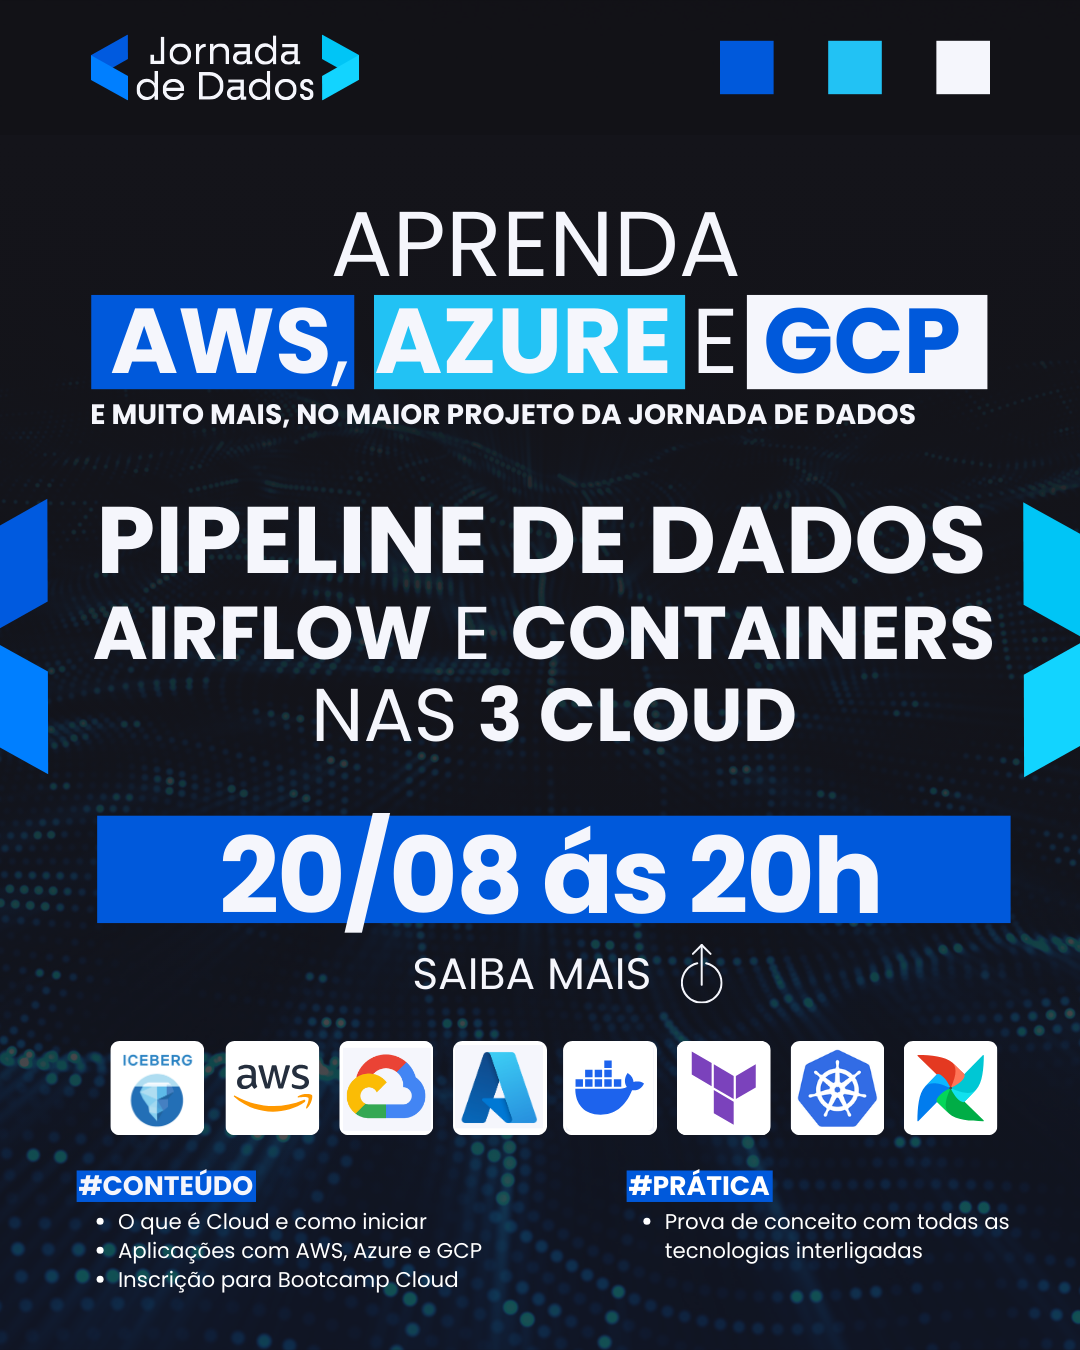 Jornada
de Dados
APRENDA
AWS, AZURE E GCP
E MUITO MAIS, NO MAIOR PROJETO DA JORNADA DE DADOS
PIPELINE DE DADOS
AIRFLOW E CONTAINERS
NAS 3 CLOUD
20/08 ás 20h
SAIBA MAIS
ICEBERG
aws
#CONTEÚDO
• O que é Cloud e como iniciar
• Aplicações com AWS, Azure e GCP
• Inscrição para Bootcamp Cloud
#PRÁTICA
• Prova de conceito com todas as
tecnologias interligadas